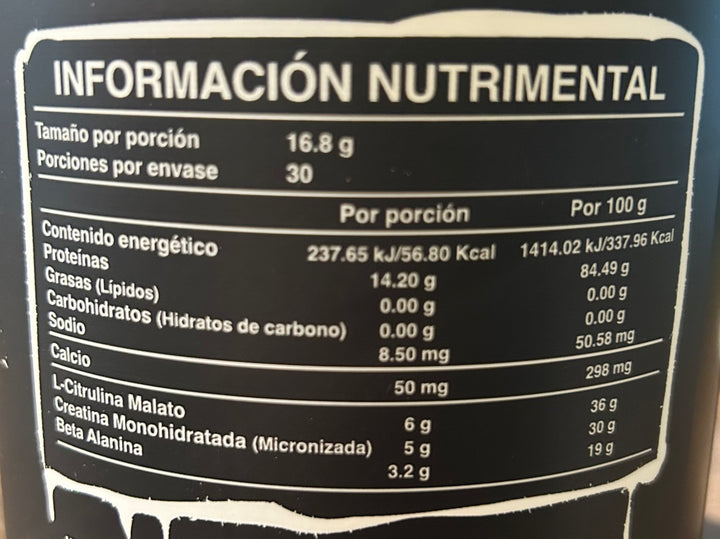 INFORMACIÓN NUTRIMENTAL
Tamaño por porción 16.8 g
Porciones por envase 30
Por porción Por 100 g
Contenido energético 237.65 kJ/56.80 Kcal 1414.02 kJ/337.96 Kcal
Proteínas 14.20 g 84.49 g
Grasas (Lípidos) 0.00 g 0.00 g
Carbohidratos (Hidratos de carbono) 0.00 g 0.00 g
Sodio 8.50 mg 50.58 mg
Calcio 50 mg 298 mg
L-Citrulina Malato 6 g 36 g
Creatina Monohidratada (Micronizada) 5 g 30 g
Beta Alanina 3.2 g 19 g